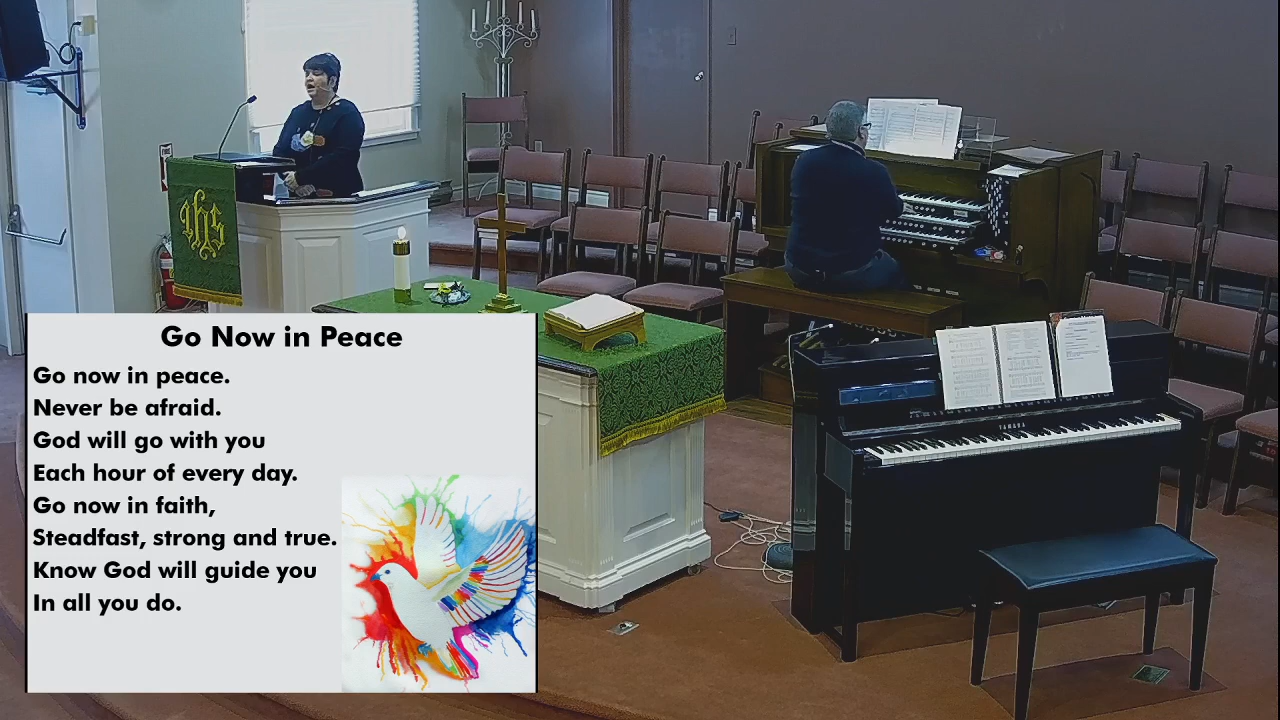 ihs
Go Now in Peace
Go now in peace.
Never be afraid.
God will go with you
Each hour of every day.
Go now in faith,
Steadfast, strong and true.
Know God will guide you
In all you do.
YAMAHA